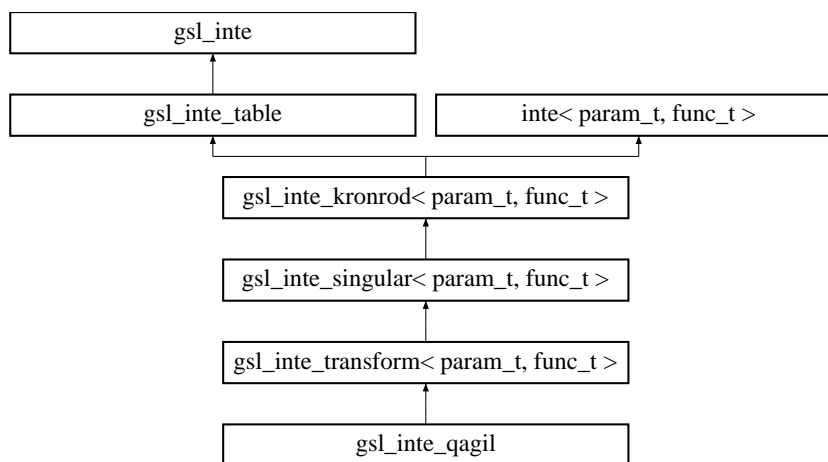 gsl_inte
gsl_inte_table
inte< param_t, func_t >
gsl_inte_kronrod< param_t, func_t >
gsl_inte_singular< param_t, func_t >
gsl_inte_transform< param_t, func_t >
gsl_inte_qagil